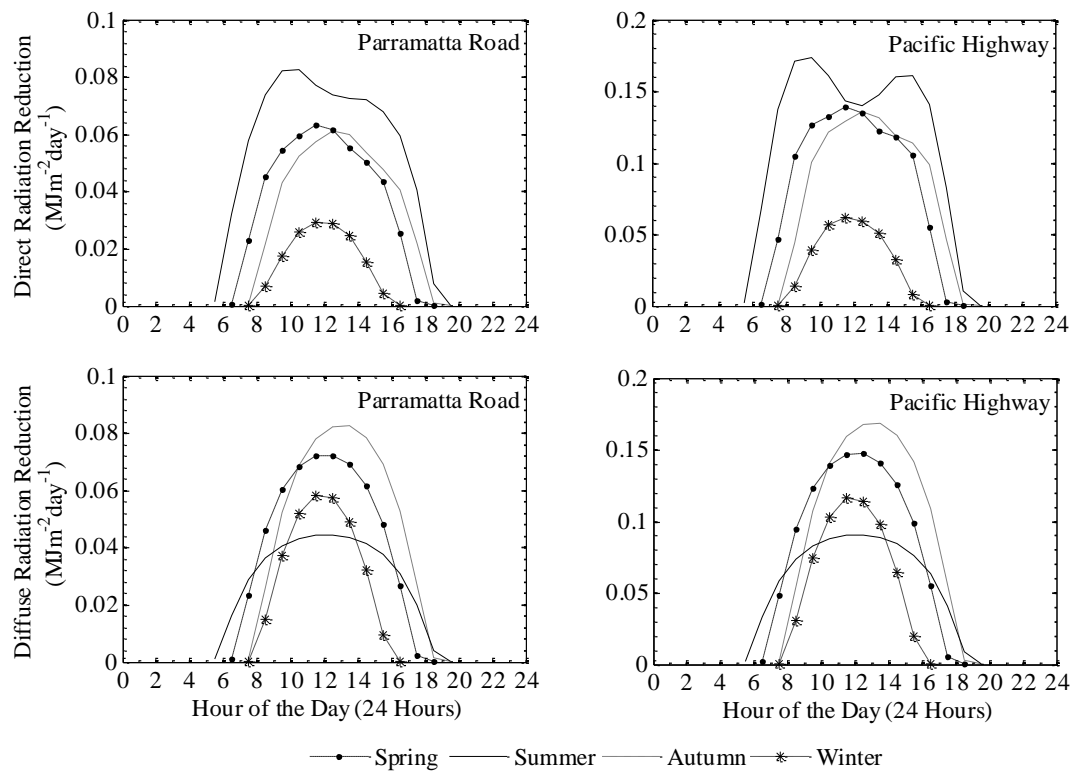 Parramatta Road
Direct Radiation Reduction
(MJm⁻²day⁻¹)
0.1
0.08
0.06
0.04
0.02
0
0 2 4 6 8 10 12 14 16 18 20 22 24
Pacific Highway
0.2
0.15
0.1
0.05
0
0 2 4 6 8 10 12 14 16 18 20 22 24
Parramatta Road
Diffuse Radiation Reduction
(MJm⁻²day⁻¹)
0.1
0.08
0.06
0.04
0.02
0
0 2 4 6 8 10 12 14 16 18 20 22 24
Hour of the Day (24 Hours)
Pacific Highway
0.2
0.15
0.1
0.05
0
0 2 4 6 8 10 12 14 16 18 20 22 24
Hour of the Day (24 Hours)
Spring Summer Autumn Winter